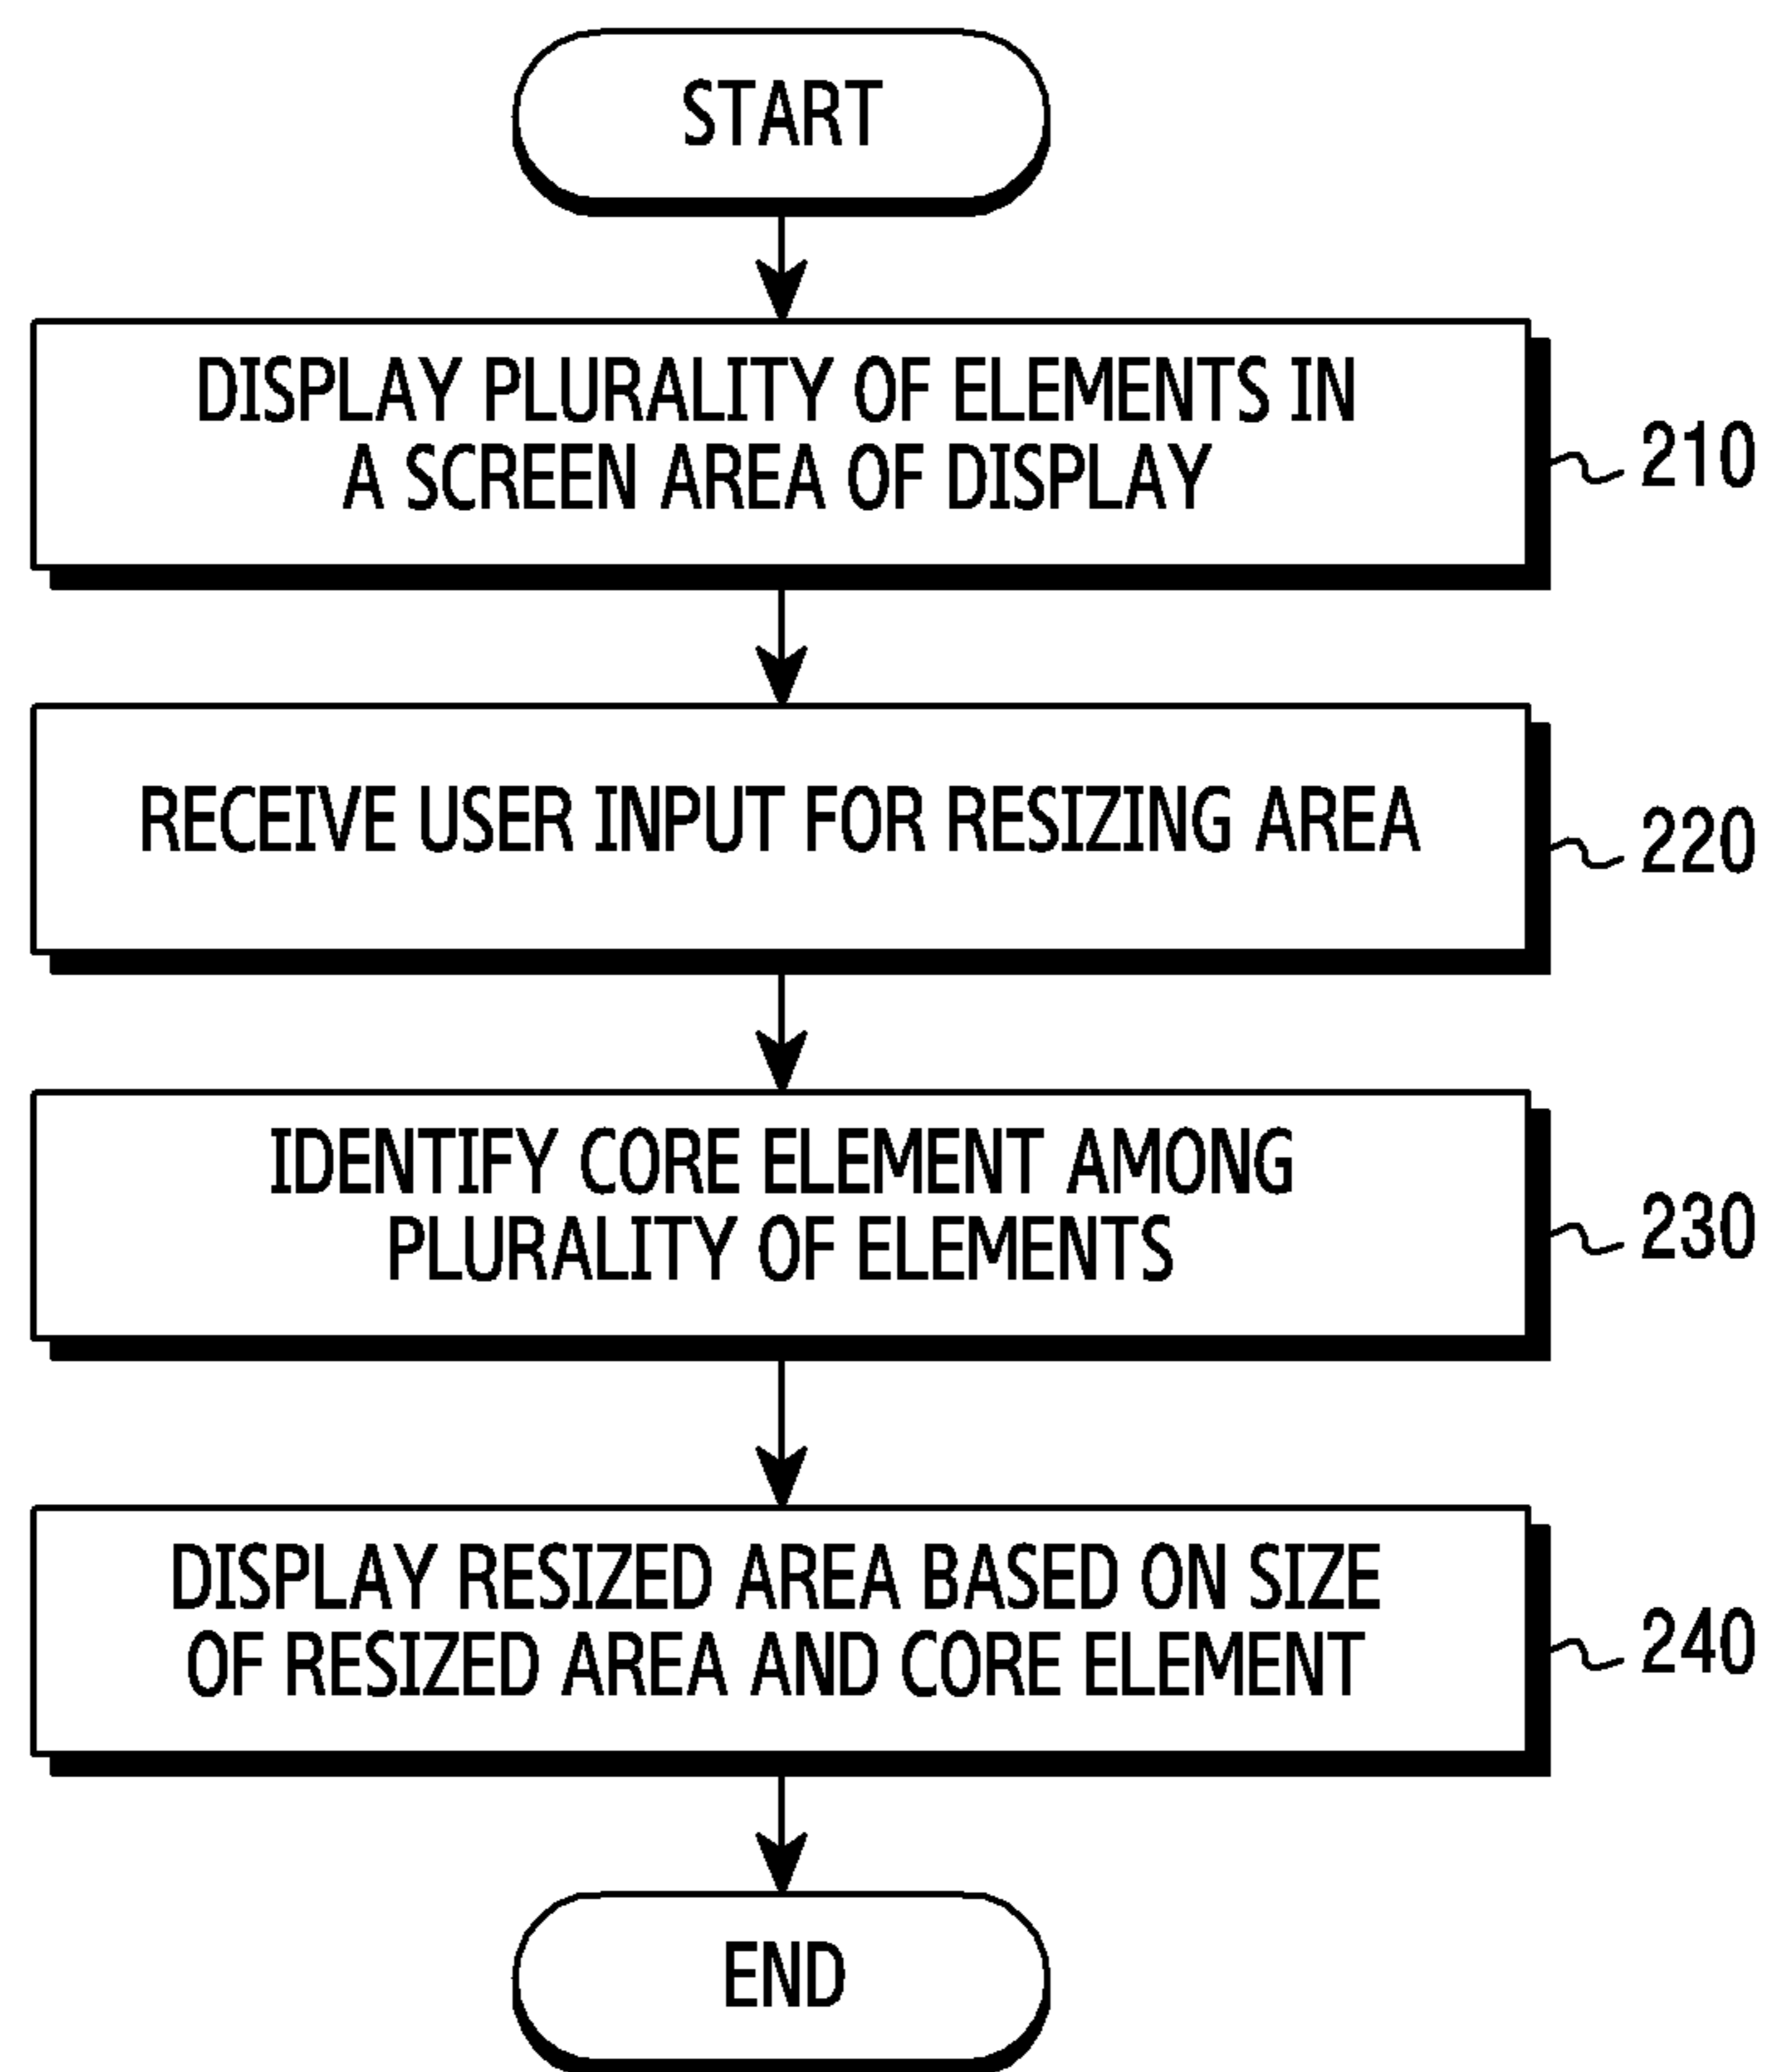 START
DISPLAY PLURALITY OF ELEMENTS IN
A SCREEN AREA OF DISPLAY
210
RECEIVE USER INPUT FOR RESIZING AREA
220
IDENTIFY CORE ELEMENT AMONG
PLURALITY OF ELEMENTS
230
DISPLAY RESIZED AREA BASED ON SIZE
OF RESIZED AREA AND CORE ELEMENT
240
END